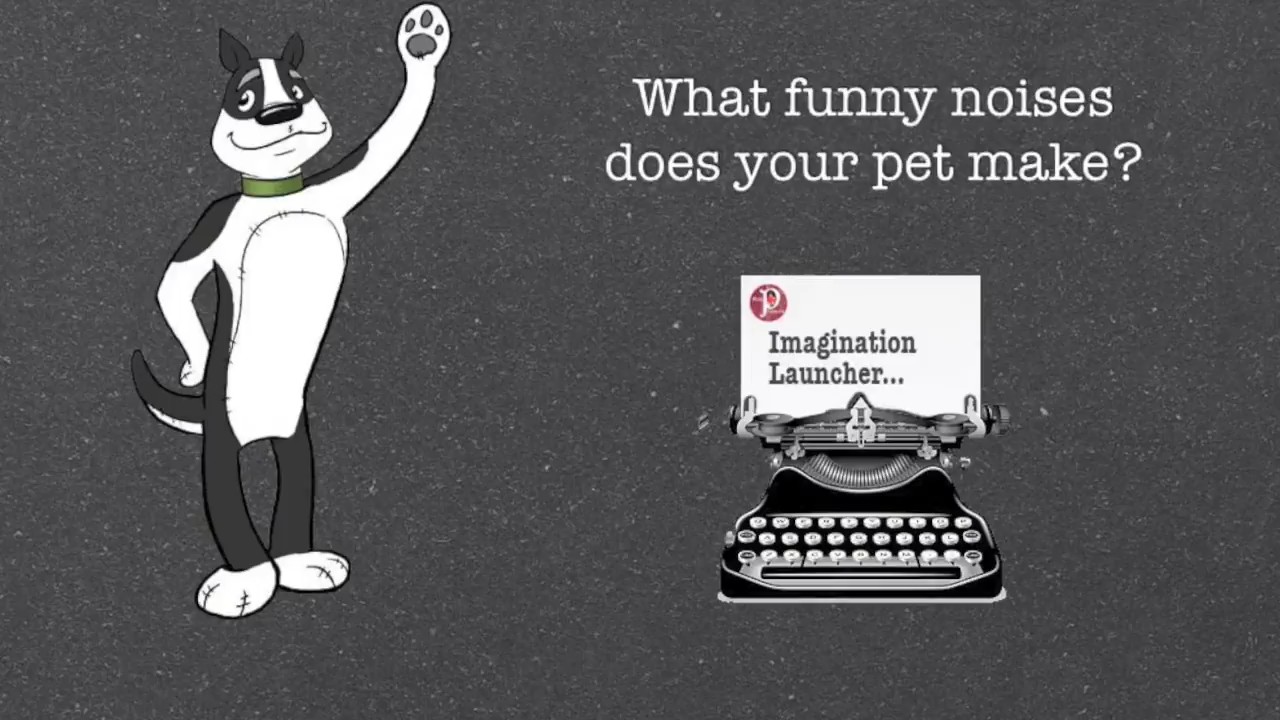 What funny noises
does your pet make?
Imagination
Launcher...